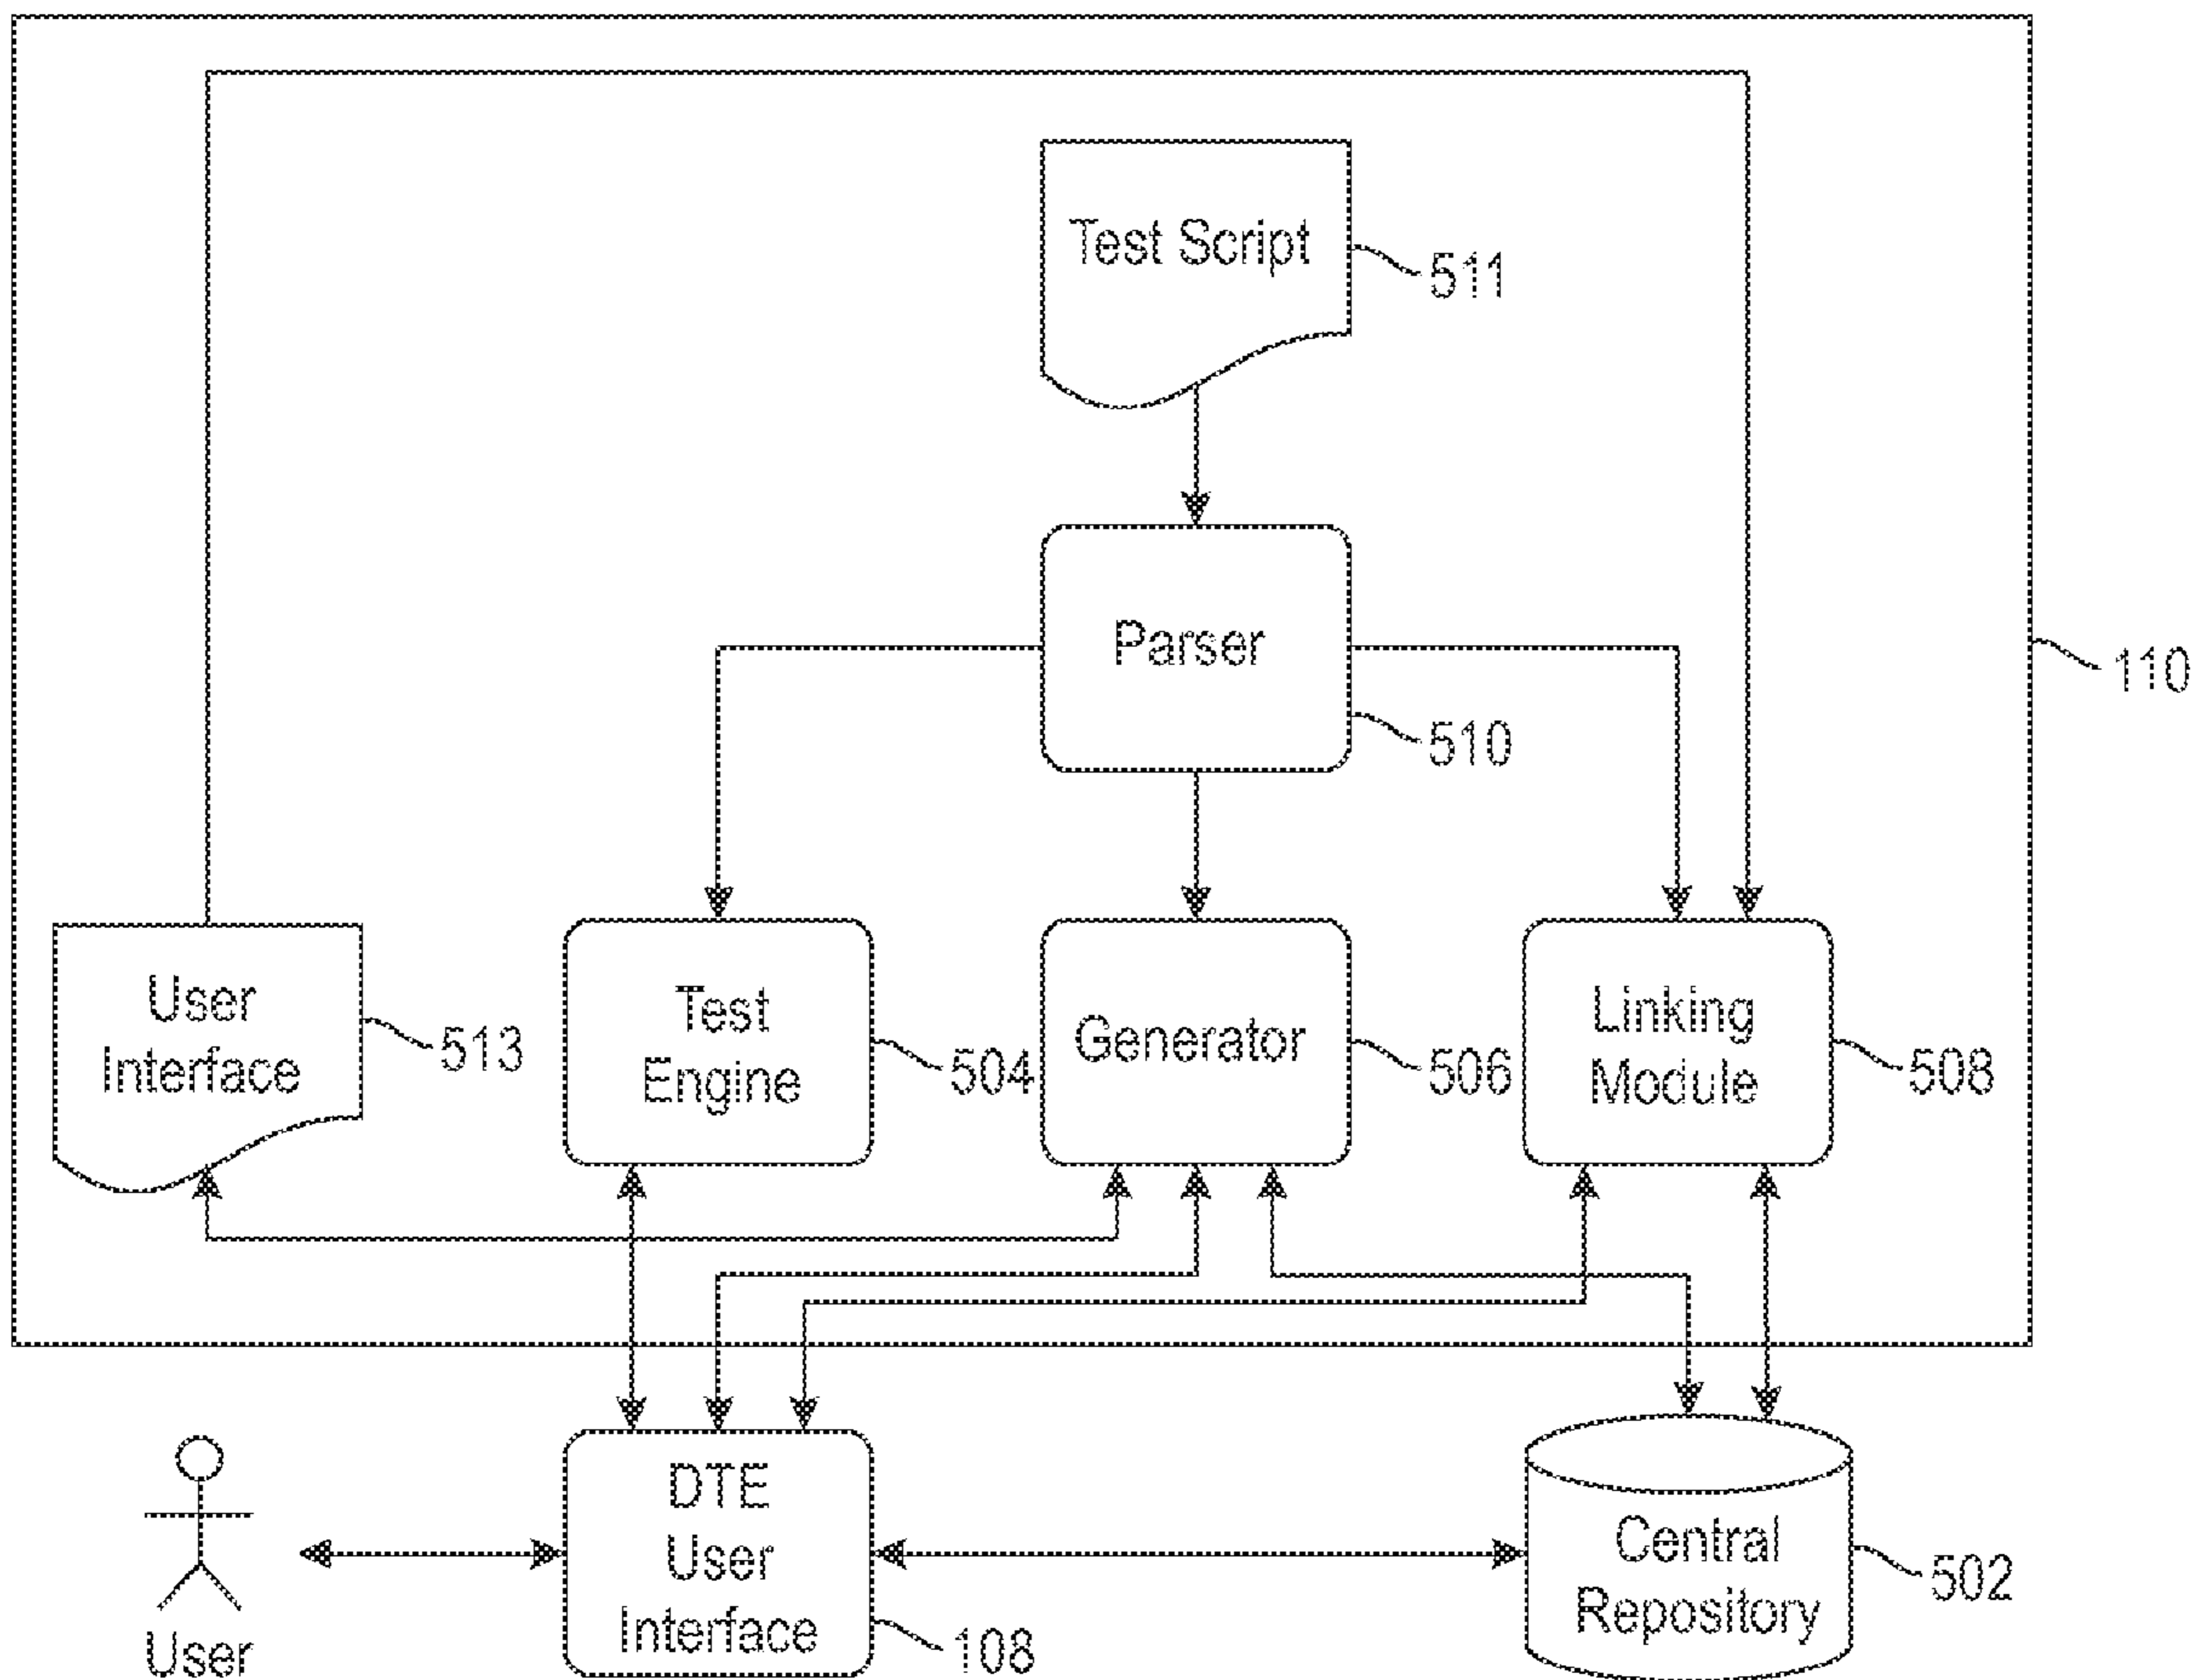 Test Script
511
Parser
510
110
User
Interface
513
Test
Engine
504
Generator
506
Linking
Module
508
User
DTE
User
Interface
108
Central
Repository
502